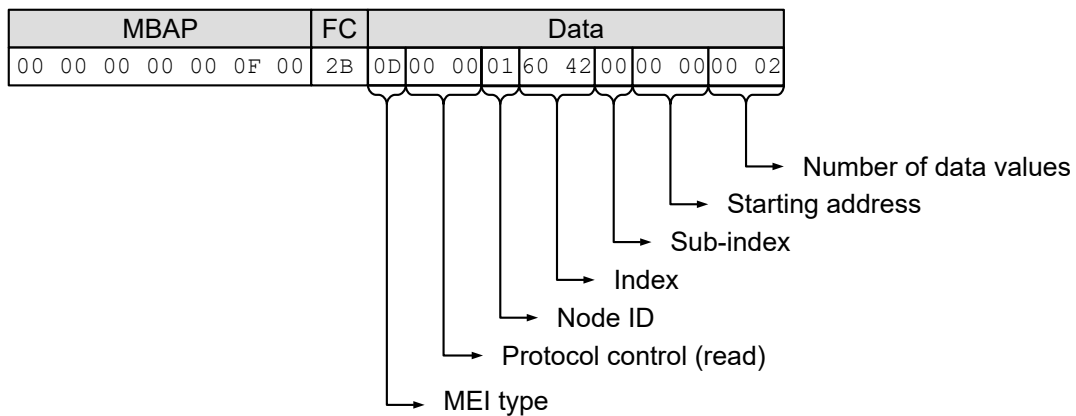 MBAP FC Data
00 00 00 00 00 0F 00 2B 0D 00 00 01 60 42 00 00 00 00 02
Number of data values
Starting address
Sub-index
Index
Node ID
Protocol control (read)
MEI type